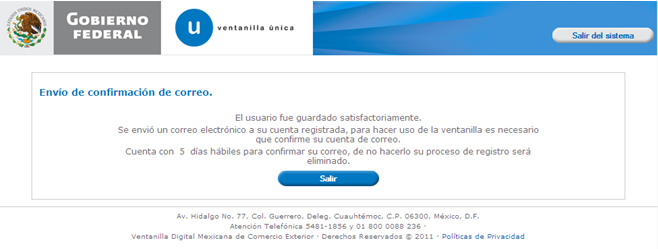 GOBIERNO
FEDERAL
u
ventanilla única
Salir del sistema
Envío de confirmación de correo.
El usuario fue guardado satisfactoriamente.
Se envió un correo electrónico a su cuenta registrada, para hacer uso de la ventanilla es necesario
que confirme su cuenta de correo.
Cuenta con 5 días hábiles para confirmar su correo, de no hacerlo su proceso de registro será
eliminado.
Salir
Av. Hidalgo No. 77, Col. Guerrero, Deleg. Cuauhtémoc, C.P. 06300, México, D.F.
Atención Telefónica 5481-1856 y 01 800 0088 236 ·
Ventanilla Digital Mexicana de Comercio Exterior · Derechos Reservados © 2011 · Políticas de Privacidad